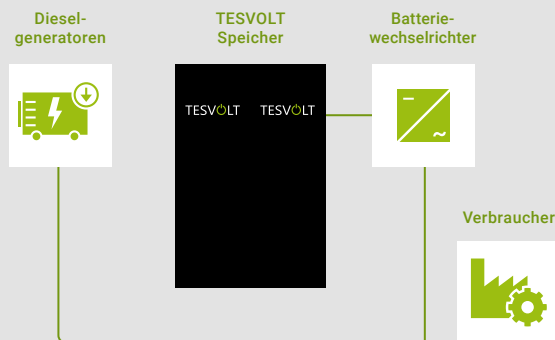 Diesel-
generatoren
TESVOLT
Speicher
Batterie-
wechselrichter
TESVOLT TESVOLT
Verbraucher